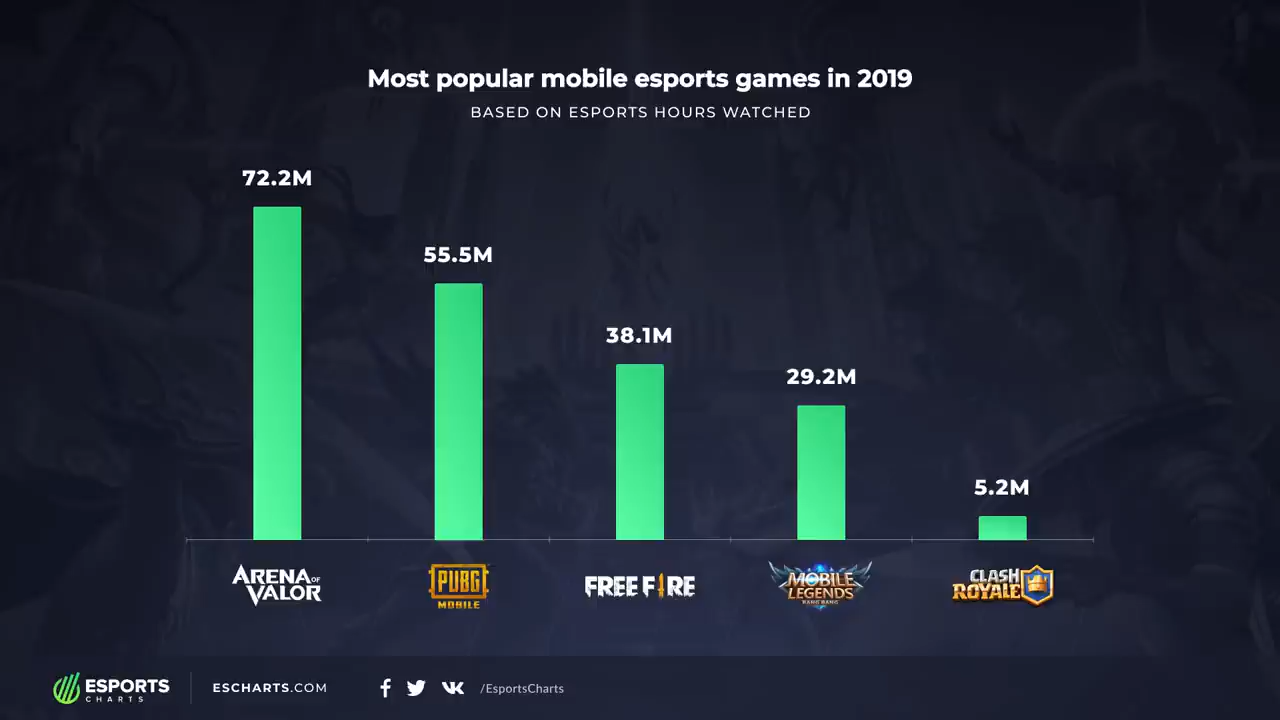 Most popular mobile esports games in 2019
BASED ON ESPORTS HOURS WATCHED
72.2M
55.5M
38.1M
29.2M
5.2M
ARENA OF
VALOR
PUBG
MOBILE
FREE FIRE
MOBILE
LEGENDS
BANG BANG
CLASH
ROYALE
ESPORTS
CHARTS
ESCHARTS.COM
/EsportsCharts